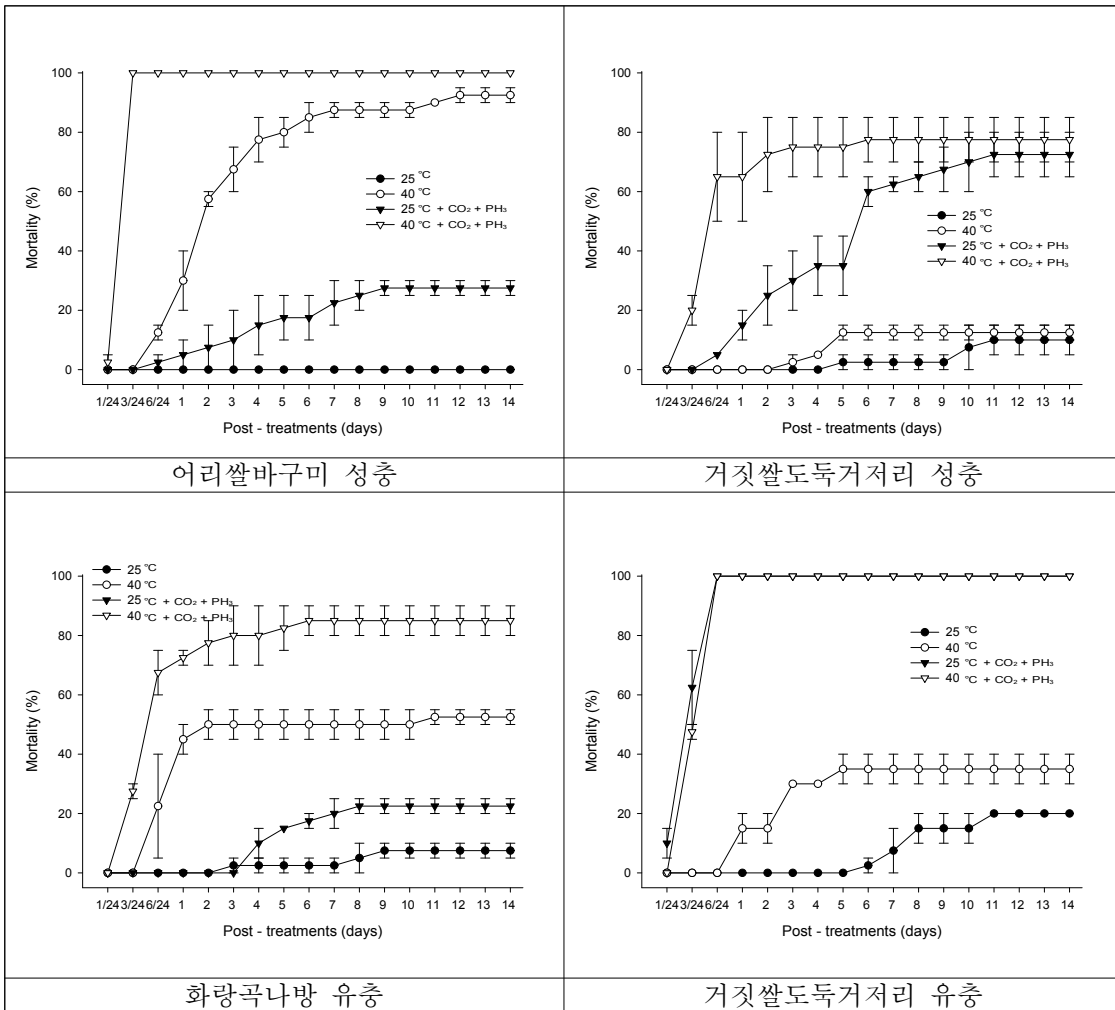 100
80
60
40
20
0
Mortality (%)
25 °C
40 °C
25 °C + CO₂ + PH₃
40 °C + CO₂ + PH₃
1/24 3/24 6/24 1 2 3 4 5 6 7 8 9 10 11 12 13 14
Post - treatments (days)
어리쌀바구미 성충
100
80
60
40
20
0
Mortality (%)
25 °C
40 °C
25 °C + CO₂ + PH₃
40 °C + CO₂ + PH₃
1/24 3/24 6/24 1 2 3 4 5 6 7 8 9 10 11 12 13 14
Post - treatments (days)
거짓쌀도둑거저리 성충
25 °C
40 °C
25 °C + CO₂ + PH₃
40 °C + CO₂ + PH₃
100
80
60
40
20
0
Mortality (%)
1/24 3/24 6/24 1 2 3 4 5 6 7 8 9 10 11 12 13 14
Post - treatments (days)
화랑곡나방 유충
100
80
60
40
20
0
Mortality (%)
25 °C
40 °C
25 °C + CO₂ + PH₃
40 °C + CO₂ + PH₃
1/24 3/24 6/24 1 2 3 4 5 6 7 8 9 10 11 12 13 14
Post - treatments (days)
거짓쌀도둑거저리 유충